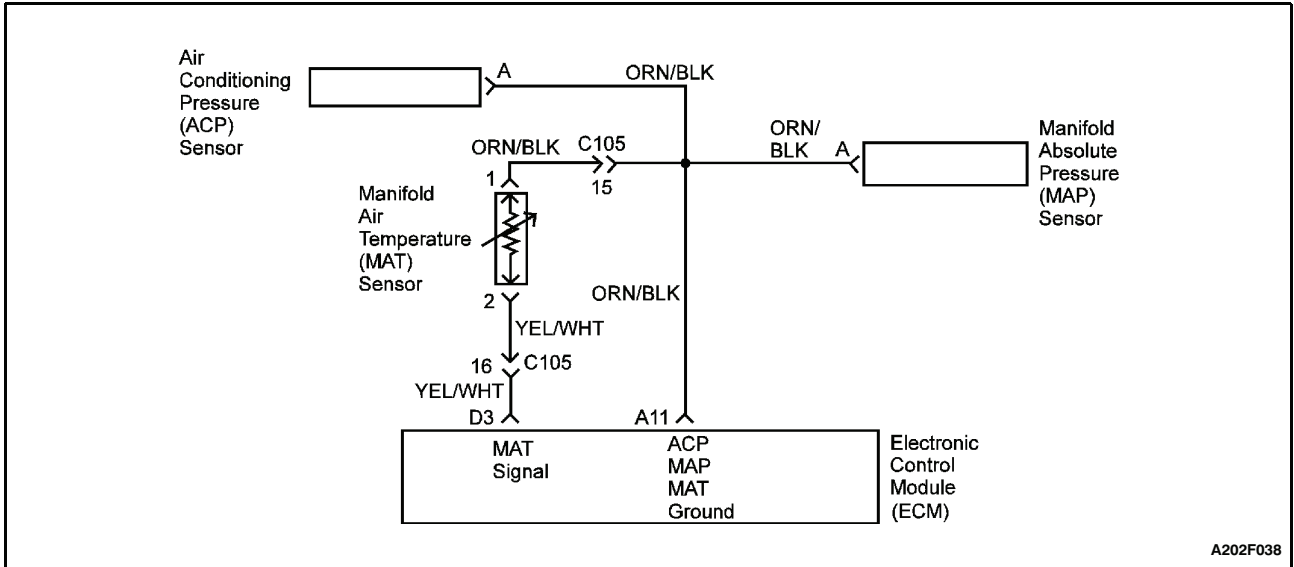 Air
Conditioning
Pressure
(ACP)
Sensor
A
ORN/BLK
ORN/
BLK
A
Manifold
Absolute
Pressure
(MAP)
Sensor
ORN/BLK
C105
15
1
Manifold
Air
Temperature
(MAT)
Sensor
2
ORN/BLK
YEL/WHT
16
C105
YEL/WHT
D3
A11
MAT
Signal
ACP
MAP
MAT
Ground
Electronic
Control
Module
(ECM)
A202F038